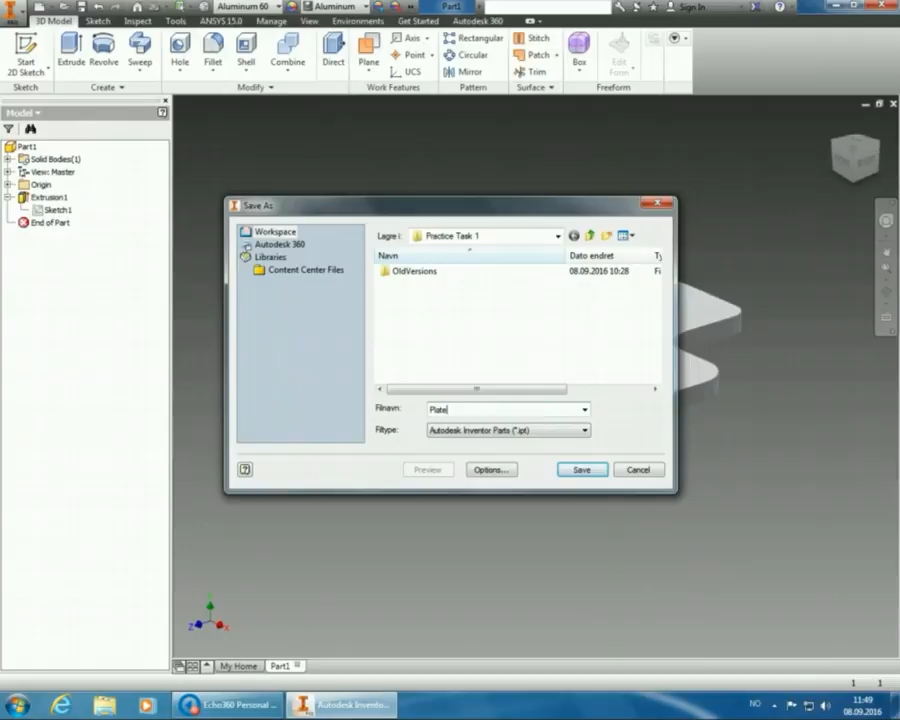 Aluminum 60
Aluminum
Part1
Sign In
3D Model
Sketch
Inspect
Tools
ANSYS 15.0
Manage
View
Environments
Get Started
Autodesk 360
Start
2D Sketch
Extrude
Revolve
Sweep
Hole
Fillet
Shell
Combine
Direct
Plane
Axis
Point
UCS
Rectangular
Circular
Mirror
Stitch
Patch
Trim
Box
Edit
Form
Sketch
Create
Modify
Work Features
Pattern
Surface
Freeform
Model
Part1
Solid Bodies(1)
View: Master
Origin
Extrusion1
Sketch1
End of Part
Save As
Workspace
Autodesk 360
Libraries
Content Center Files
Lagre i:
Practice Task 1
Navn
Dato endret
Ty
OldVersions
08.09.2016 10:28
Fi
Filnavn:
Plate
Filtype:
Autodesk Inventor Parts (*.ipt)
Preview
Options...
Save
Cancel
Z
X
My Home
Part1
1 1
Echo360 Personal ...
Autodesk Invento...
NO
11:49
08.09.2016